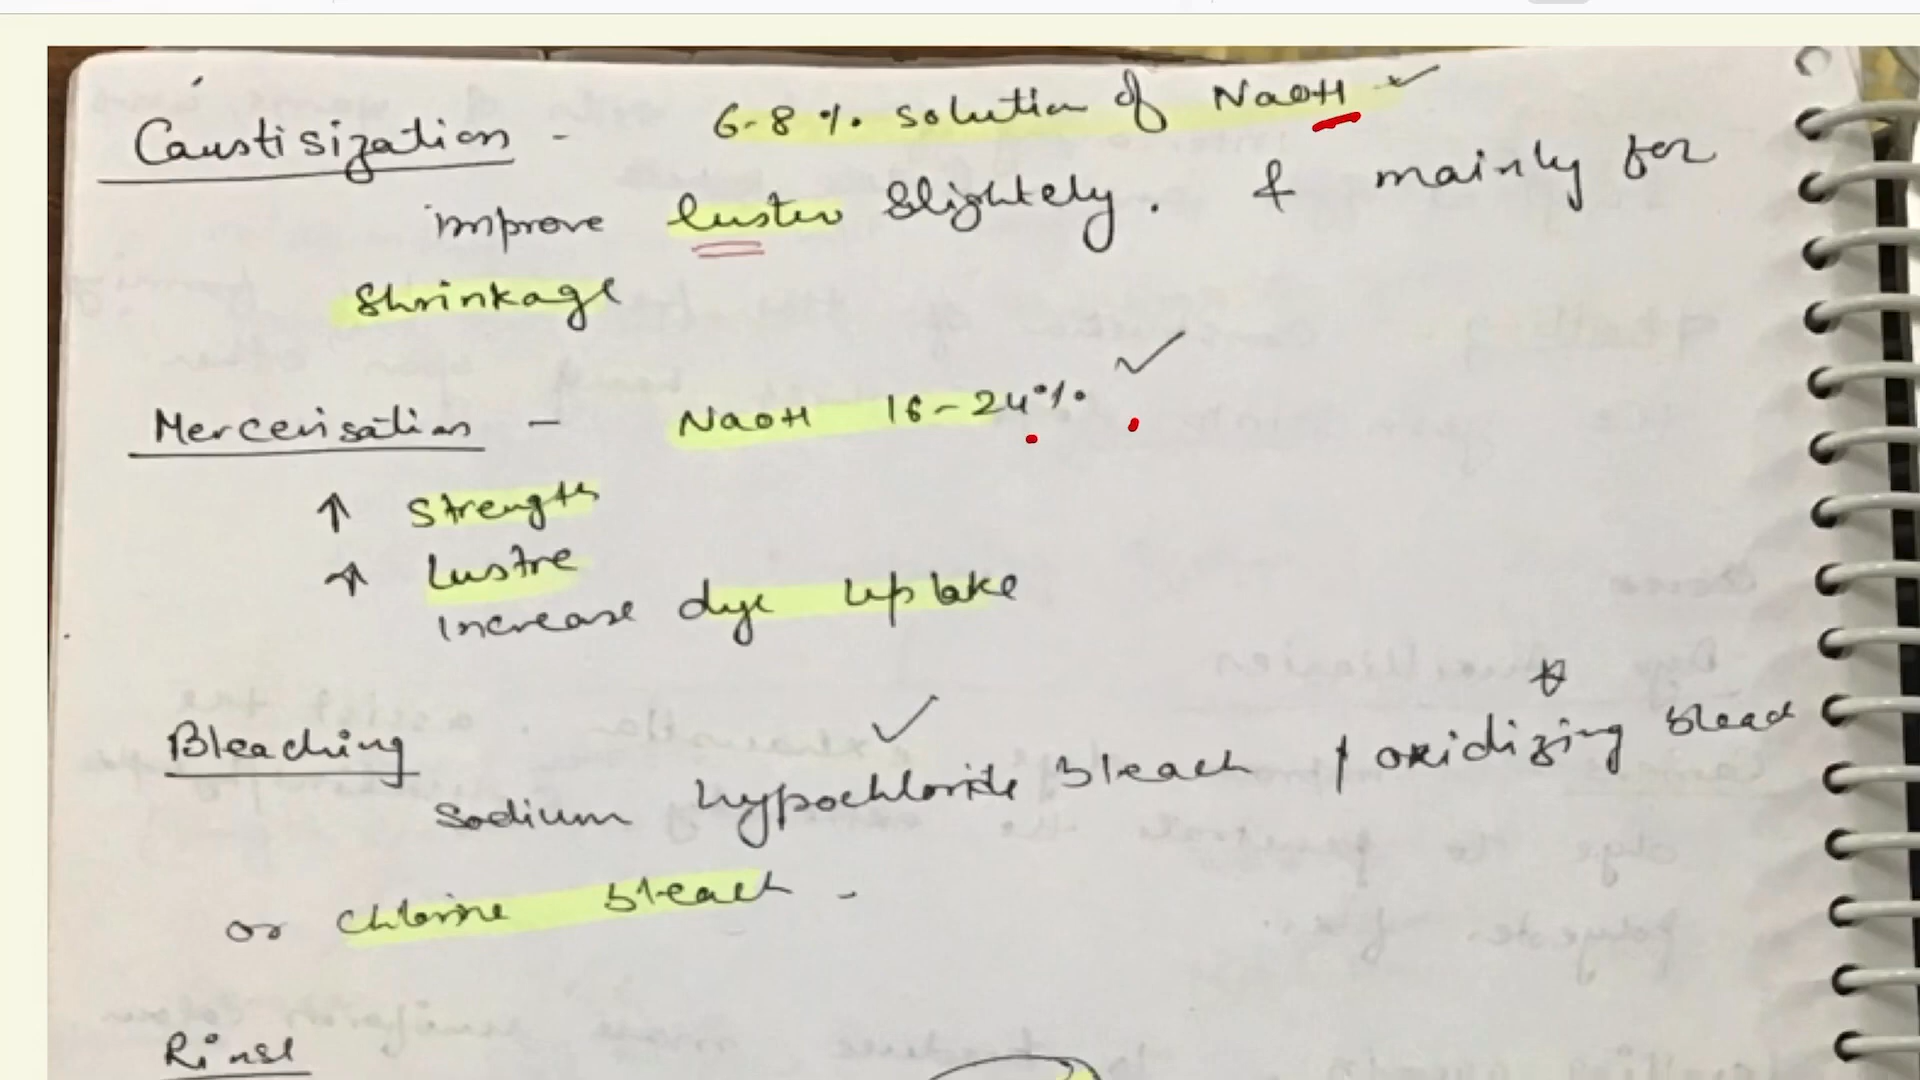 Caustisization - 6-8 % solution of NaOH
improve luster slightely. & mainly for
shrinkage
Mercerisation - NaOH 16-24%
↑ Strength
↑ Lustre
increase dye uptake
Bleaching
sodium hypochlorite bleach / oxidizing bleach
or chlorine bleach -
Rinse